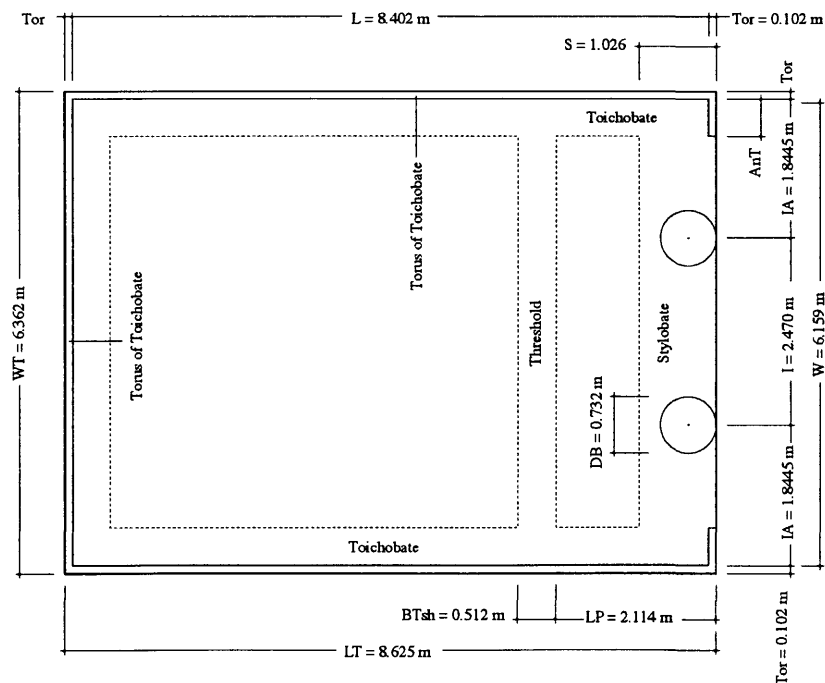 Tor
L = 8.402 m
Tor = 0.102 m
S = 1.026
Tor
Toichobate
AnT
IA = 1.8445 m
Torus of Toichobate
Torus of Toichobate
WT = 6.362 m
Threshold
Stylobate
I = 2.470 m
W = 6.159 m
DB = 0.732 m
IA = 1.8445 m
Toichobate
BTsh = 0.512 m
LP = 2.114 m
LT = 8.625 m
Tor = 0.102 m